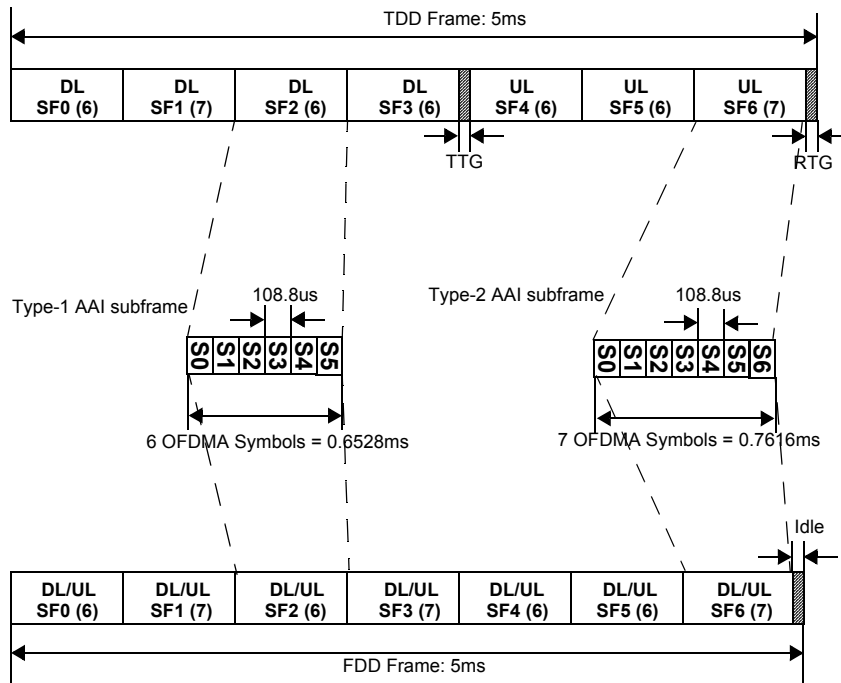 TDD Frame: 5ms
DL SF0 (6)
DL SF1 (7)
DL SF2 (6)
DL SF3 (6)
UL SF4 (6)
UL SF5 (6)
UL SF6 (7)
TTG
RTG
Type-1 AAI subframe
108.8us
S0 S1 S2 S3 S4 S5
6 OFDMA Symbols = 0.6528ms
Type-2 AAI subframe
108.8us
S0 S1 S2 S3 S4 S5 S6
7 OFDMA Symbols = 0.7616ms
Idle
DL/UL SF0 (6)
DL/UL SF1 (7)
DL/UL SF2 (6)
DL/UL SF3 (7)
DL/UL SF4 (6)
DL/UL SF5 (6)
DL/UL SF6 (7)
FDD Frame: 5ms